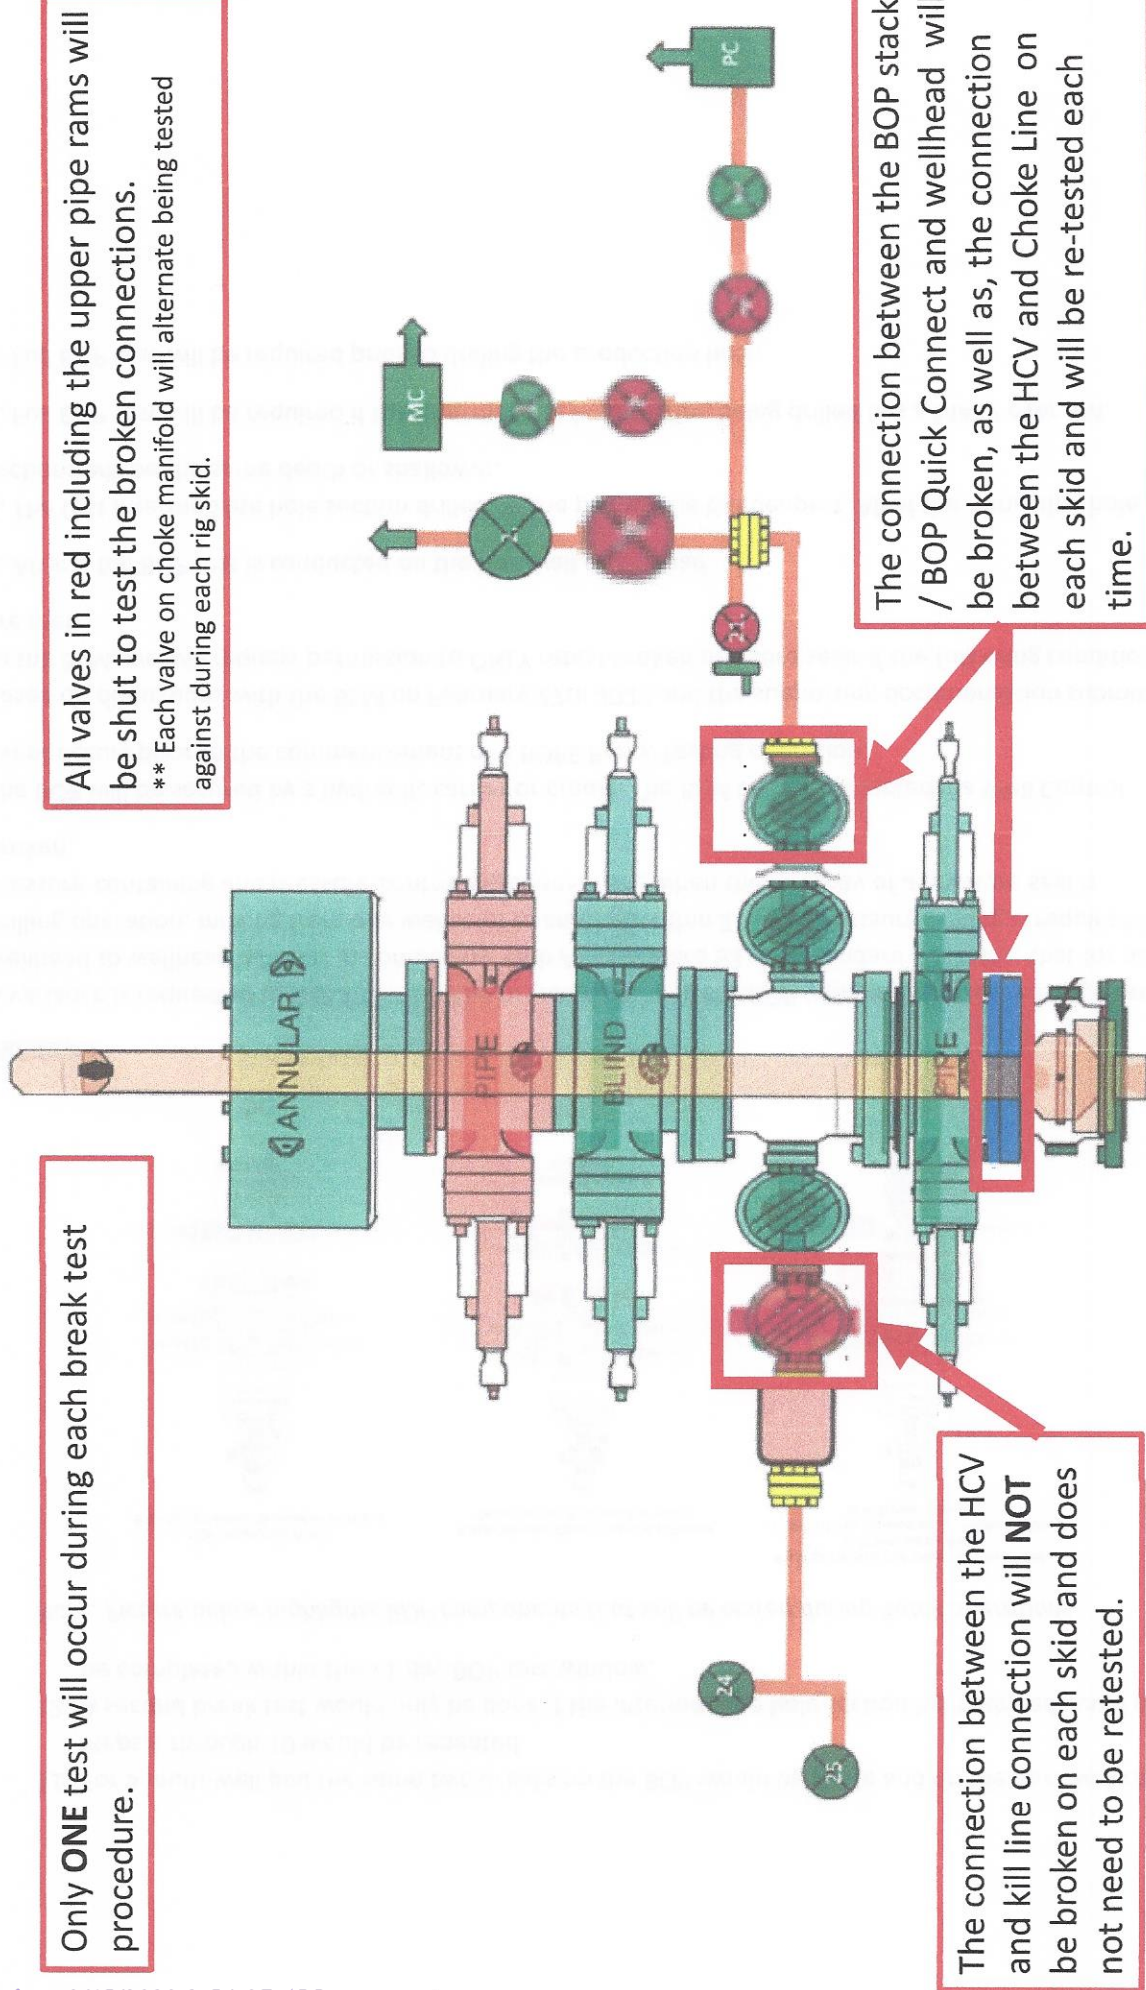 Only ONE test will occur during each break test
procedure.
All valves in red including the upper pipe rams will
be shut to test the broken connections.
** Each valve on choke manifold will alternate being tested
against during each rig skid.
ANNULAR
PIPE
BLIND
PIPE
MC
PC
21.
24
25
The connection between the HCV
and kill line connection will NOT
be broken on each skid and does
not need to be retested.
The connection between the BOP stack
/ BOP Quick Connect and wellhead will
be broken, as well as, the connection
between the HCV and Choke Line on
each skid and will be re-tested each
time.